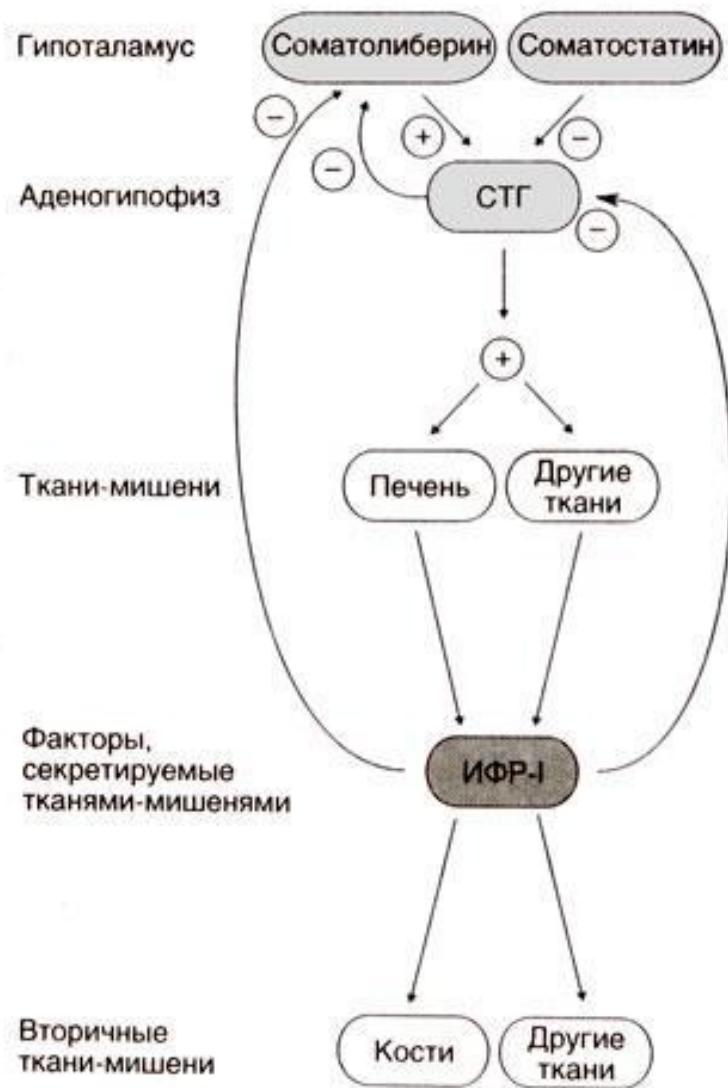 Гипоталамус
Соматолиберин
Соматостатин
−
+
−
−
Аденогипофиз
СТГ
−
+
Ткани-мишени
Печень
Другие
ткани
Факторы,
секретируемые
тканями-мишенями
ИФР-I
Вторичные
ткани-мишени
Кости
Другие
ткани